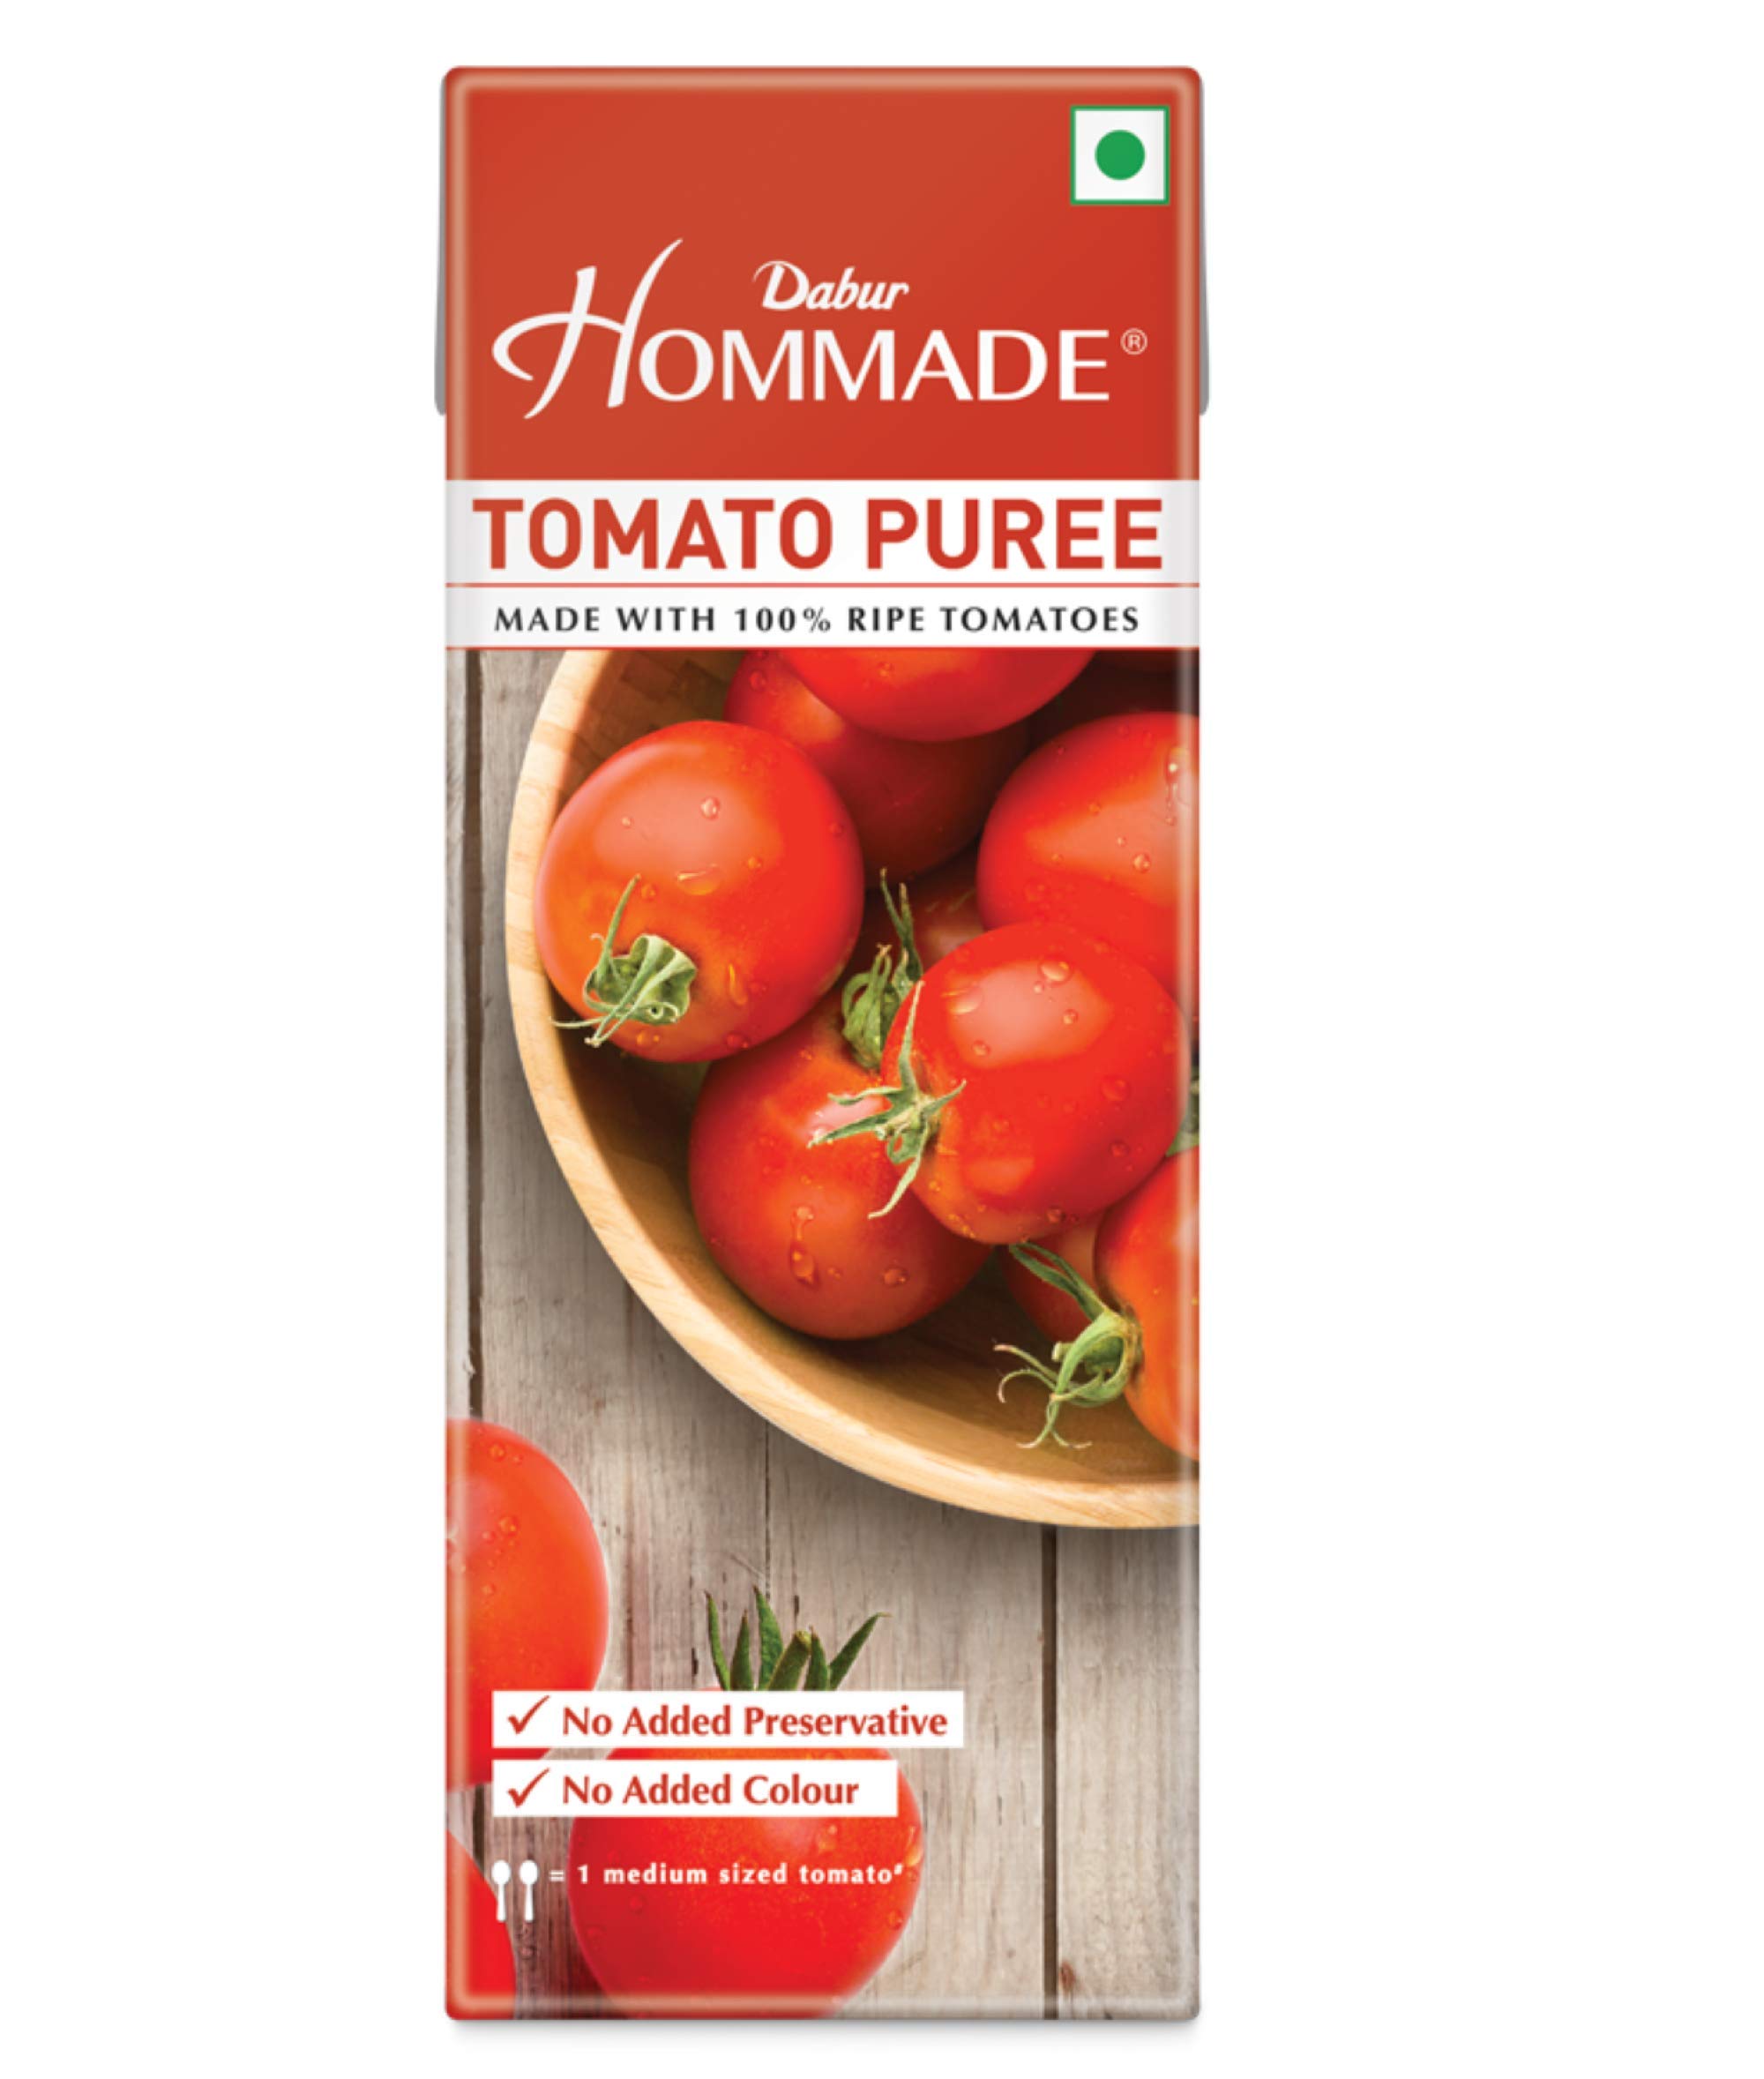 Dabur
HOMMADE®
TOMATO PUREE
MADE WITH 100% RIPE TOMATOES
No Added Preservative
No Added Colour
= 1 medium sized tomato#